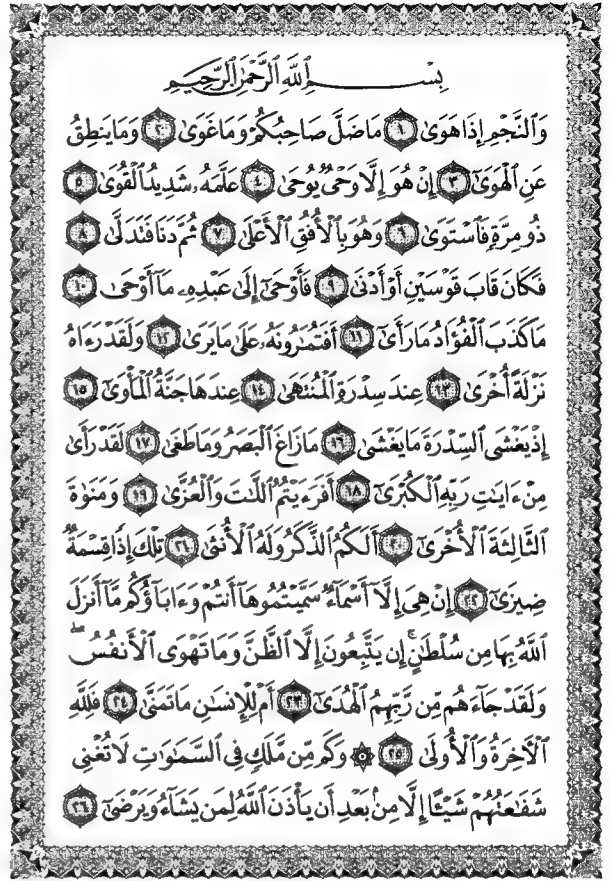 بِسْمِ ٱللَّهِ ٱلرَّحْمَٰنِ ٱلرَّحِيمِ
وَٱلنَّجْمِ إِذَا هَوَىٰ ١ مَا ضَلَّ صَاحِبُكُمْ وَمَا غَوَىٰ ٢ وَمَا يَنطِقُ
عَنِ ٱلْهَوَىٰٓ ٣ إِنْ هُوَ إِلَّا وَحْىٌ يُوحَىٰ ٤ عَلَّمَهُۥ شَدِيدُ ٱلْقُوَىٰ ٥
ذُو مِرَّةٍ فَٱسْتَوَىٰ ٦ وَهُوَ بِٱلْأُفُقِ ٱلْأَعْلَىٰ ٧ ثُمَّ دَنَا فَتَدَلَّىٰ ٨
فَكَانَ قَابَ قَوْسَيْنِ أَوْ أَدْنَىٰ ٩ فَأَوْحَىٰٓ إِلَىٰ عَبْدِهِۦ مَآ أَوْحَىٰ ١٠
مَا كَذَبَ ٱلْفُؤَادُ مَا رَأَىٰٓ ١١ أَفَتُمَٰرُونَهُۥ عَلَىٰ مَا يَرَىٰ ١٢ وَلَقَدْ رَءَاهُ
نَزْلَةً أُخْرَىٰ ١٣ عِندَ سِدْرَةِ ٱلْمُنتَهَىٰ ١٤ عِندَهَا جَنَّةُ ٱلْمَأْوَىٰٓ ١٥
إِذْ يَغْشَى ٱلسِّدْرَةَ مَا يَغْشَىٰ ١٦ مَا زَاغَ ٱلْبَصَرُ وَمَا طَغَىٰ ١٧ لَقَدْ رَأَىٰ
مِنْ ءَايَٰتِ رَبِّهِ ٱلْكُبْرَىٰٓ ١٨ أَفَرَءَيْتُمُ ٱللَّٰتَ وَٱلْعُزَّىٰ ١٩ وَمَنَوٰةَ
ٱلثَّالِثَةَ ٱلْأُخْرَىٰٓ ٢٠ أَلَكُمُ ٱلذَّكَرُ وَلَهُ ٱلْأُنثَىٰ ٢١ تِلْكَ إِذًا قِسْمَةٌ
ضِيزَىٰٓ ٢٢ إِنْ هِىَ إِلَّآ أَسْمَآءٌ سَمَّيْتُمُوهَآ أَنتُمْ وَءَابَآؤُكُم مَّآ أَنزَلَ
ٱللَّهُ بِهَا مِن سُلْطَٰنٍ ۚ إِن يَتَّبِعُونَ إِلَّا ٱلظَّنَّ وَمَا تَهْوَى ٱلْأَنفُسُ ۖ
وَلَقَدْ جَآءَهُم مِّن رَّبِّهِمُ ٱلْهُدَىٰٓ ٢٣ أَمْ لِلْإِنسَٰنِ مَا تَمَنَّىٰ ٢٤ فَلِلَّهِ
ٱلْءَاخِرَةُ وَٱلْأُولَىٰ ٢٥ ۞ وَكَم مِّن مَّلَكٍ فِى ٱلسَّمَٰوَٰتِ لَا تُغْنِى
شَفَٰعَتُهُمْ شَيْـًٔا إِلَّا مِنۢ بَعْدِ أَن يَأْذَنَ ٱللَّهُ لِمَن يَشَآءُ وَيَرْضَىٰٓ ٢٦